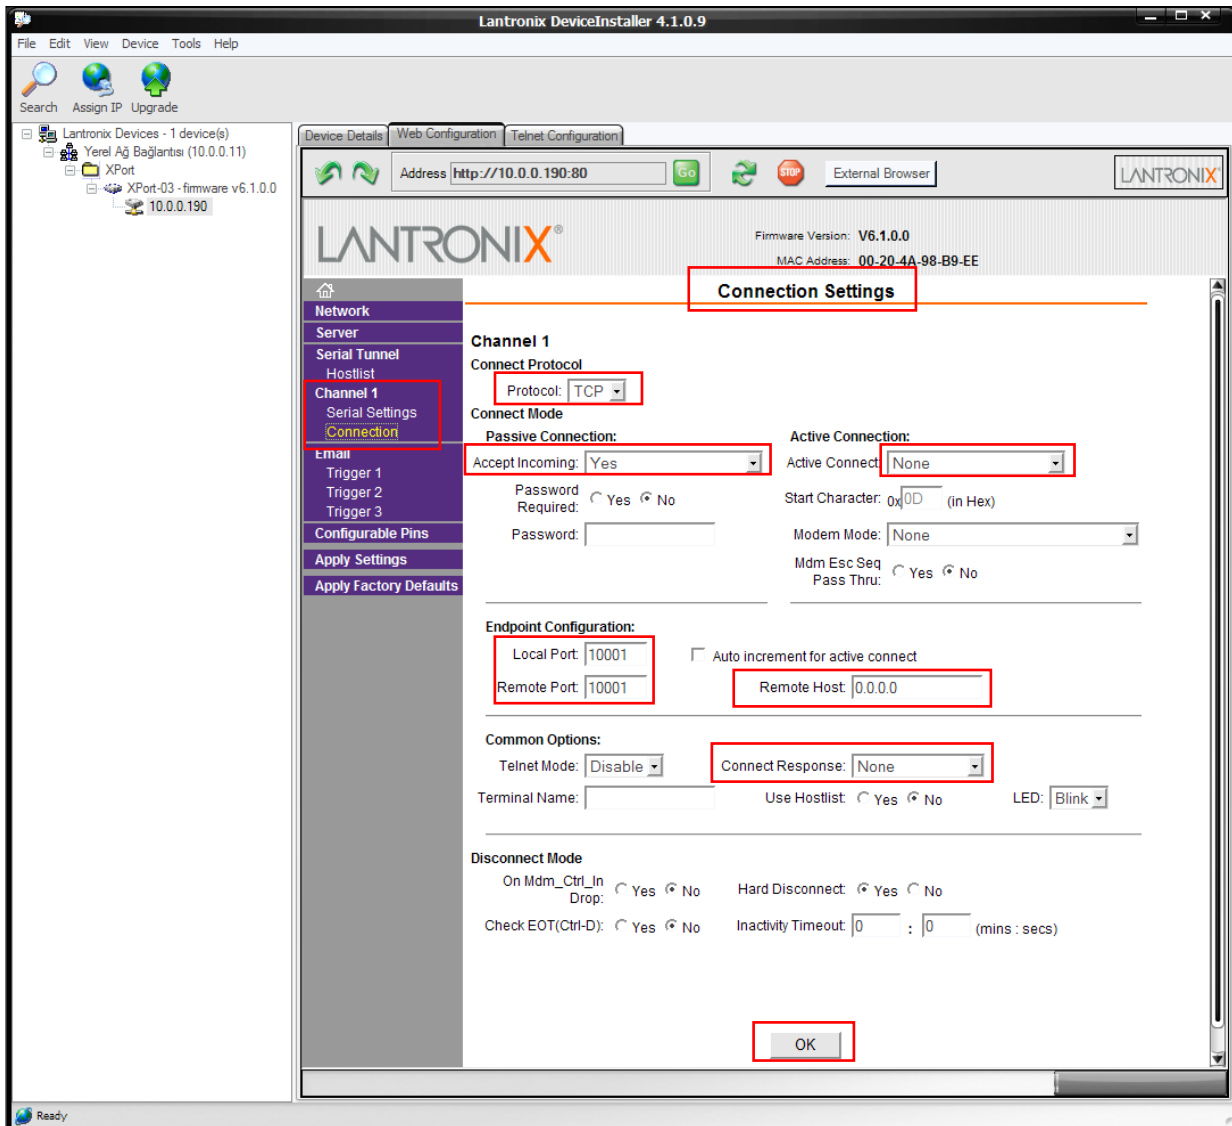 Lantronix DeviceInstaller 4.1.0.9
File Edit View Device Tools Help
Search Assign IP Upgrade
Lantronix Devices - 1 device(s)
Yerel Ağ Bağlantısı (10.0.0.11)
XPort
XPort-03 - firmware v6.1.0.0
10.0.0.190
Device Details Web Configuration Telnet Configuration
Address http://10.0.0.190:80 Go STOP External Browser LANTRONIX
LANTRONIX®
Firmware Version: V6.1.0.0
MAC Address: 00-20-4A-98-B9-EE
Network
Server
Serial Tunnel
Hostlist
Channel 1
Serial Settings
Connection
Email
Trigger 1
Trigger 2
Trigger 3
Configurable Pins
Apply Settings
Apply Factory Defaults
Connection Settings
Channel 1
Connect Protocol
Protocol: TCP
Connect Mode
Passive Connection: Active Connection:
Accept Incoming: Yes Active Connect: None
Password Required: Yes No Start Character: 0x 0D (in Hex)
Password: Modem Mode: None
Mdm Esc Seq Pass Thru: Yes No
Endpoint Configuration:
Local Port: 10001 Auto increment for active connect
Remote Port: 10001 Remote Host: 0.0.0.0
Common Options:
Telnet Mode: Disable Connect Response: None
Terminal Name: Use Hostlist: Yes No LED: Blink
Disconnect Mode
On Mdm_Ctrl_In Drop: Yes No Hard Disconnect: Yes No
Check EOT(Ctrl-D): Yes No Inactivity Timeout: 0 : 0 (mins : secs)
OK
Ready